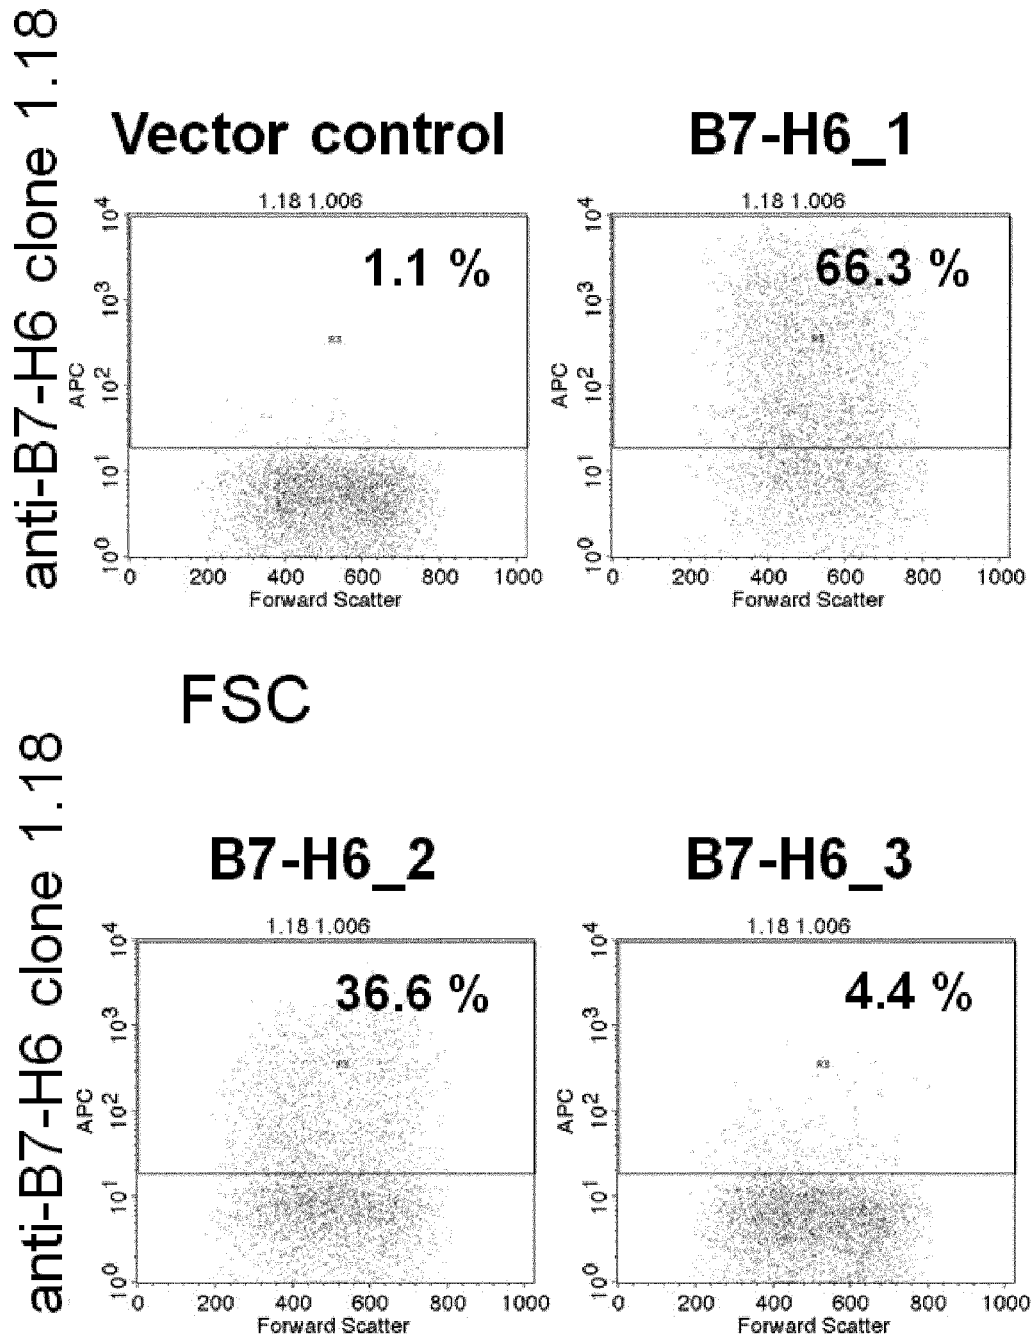 anti-B7-H6 clone 1.18
Vector control
1.18 1.006
1.1 %
R3
APC
10^4
10^3
10^2
10^1
10^0
0 200 400 600 800 1000
Forward Scatter
B7-H6_1
1.18 1.006
66.3 %
R3
APC
10^4
10^3
10^2
10^1
10^0
0 200 400 600 800 1000
Forward Scatter
FSC
anti-B7-H6 clone 1.18
B7-H6_2
1.18 1.006
36.6 %
R3
APC
10^4
10^3
10^2
10^1
10^0
0 200 400 600 800 1000
Forward Scatter
B7-H6_3
1.18 1.006
4.4 %
R3
APC
10^4
10^3
10^2
10^1
10^0
0 200 400 600 800 1000
Forward Scatter